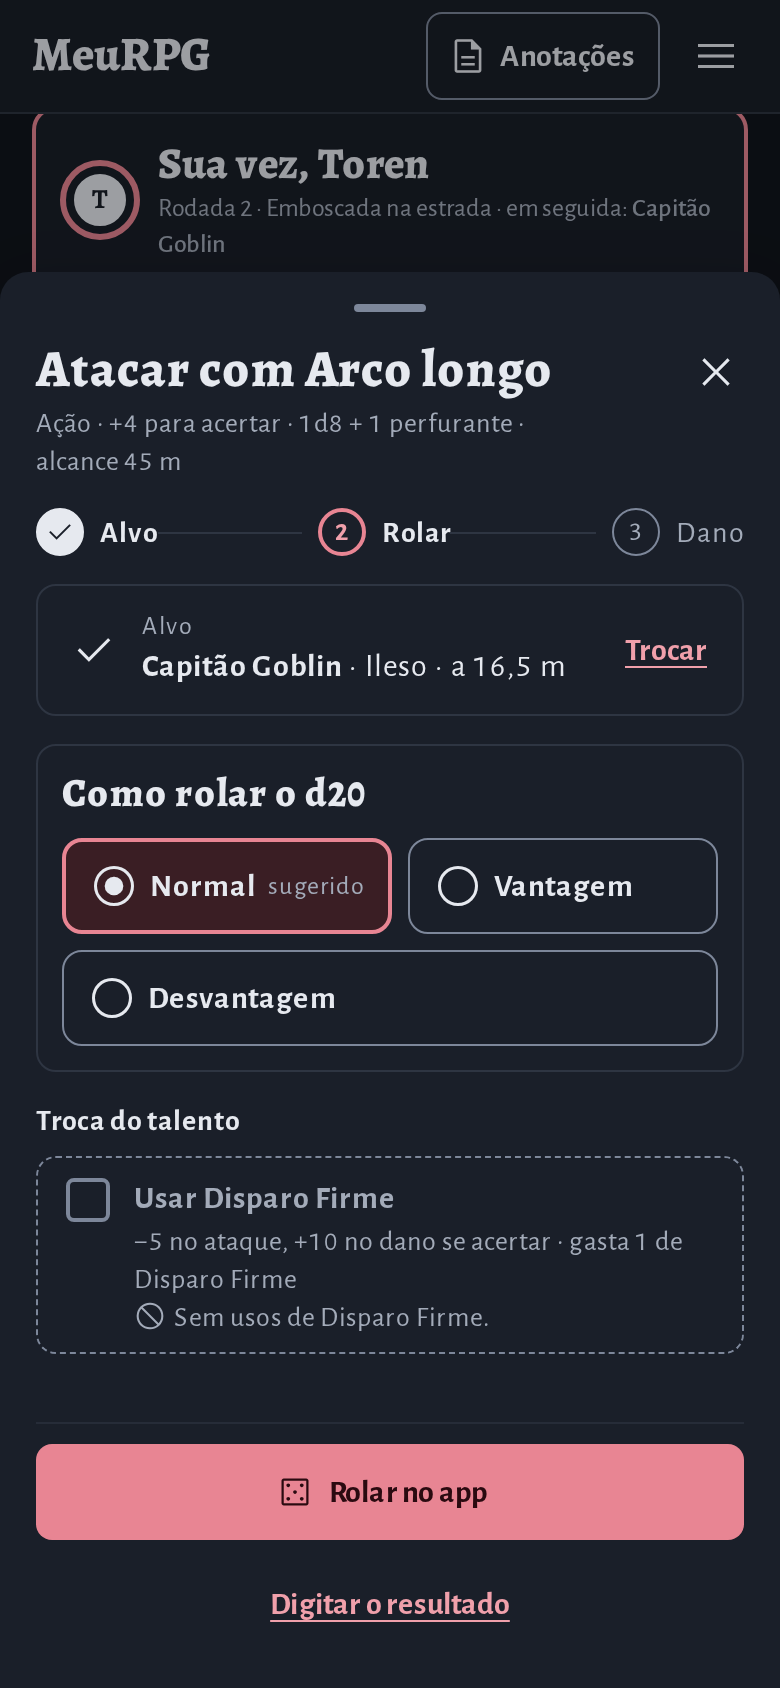 MeuRPG
Anotações
T
Sua vez, Toren
Rodada 2 · Emboscada na estrada · em seguida: Capitão
Goblin
Atacar com Arco longo
Ação · +4 para acertar · 1d8 + 1 perfurante ·
alcance 45 m
Alvo
2 Rolar
3 Dano
Alvo
Capitão Goblin · Ileso · a 16,5 m
Trocar
Como rolar o d20
Normal sugerido
Vantagem
Desvantagem
Troca do talento
Usar Disparo Firme
−5 no ataque, +10 no dano se acertar · gasta 1 de
Disparo Firme
Sem usos de Disparo Firme.
Rolar no app
Digitar o resultado